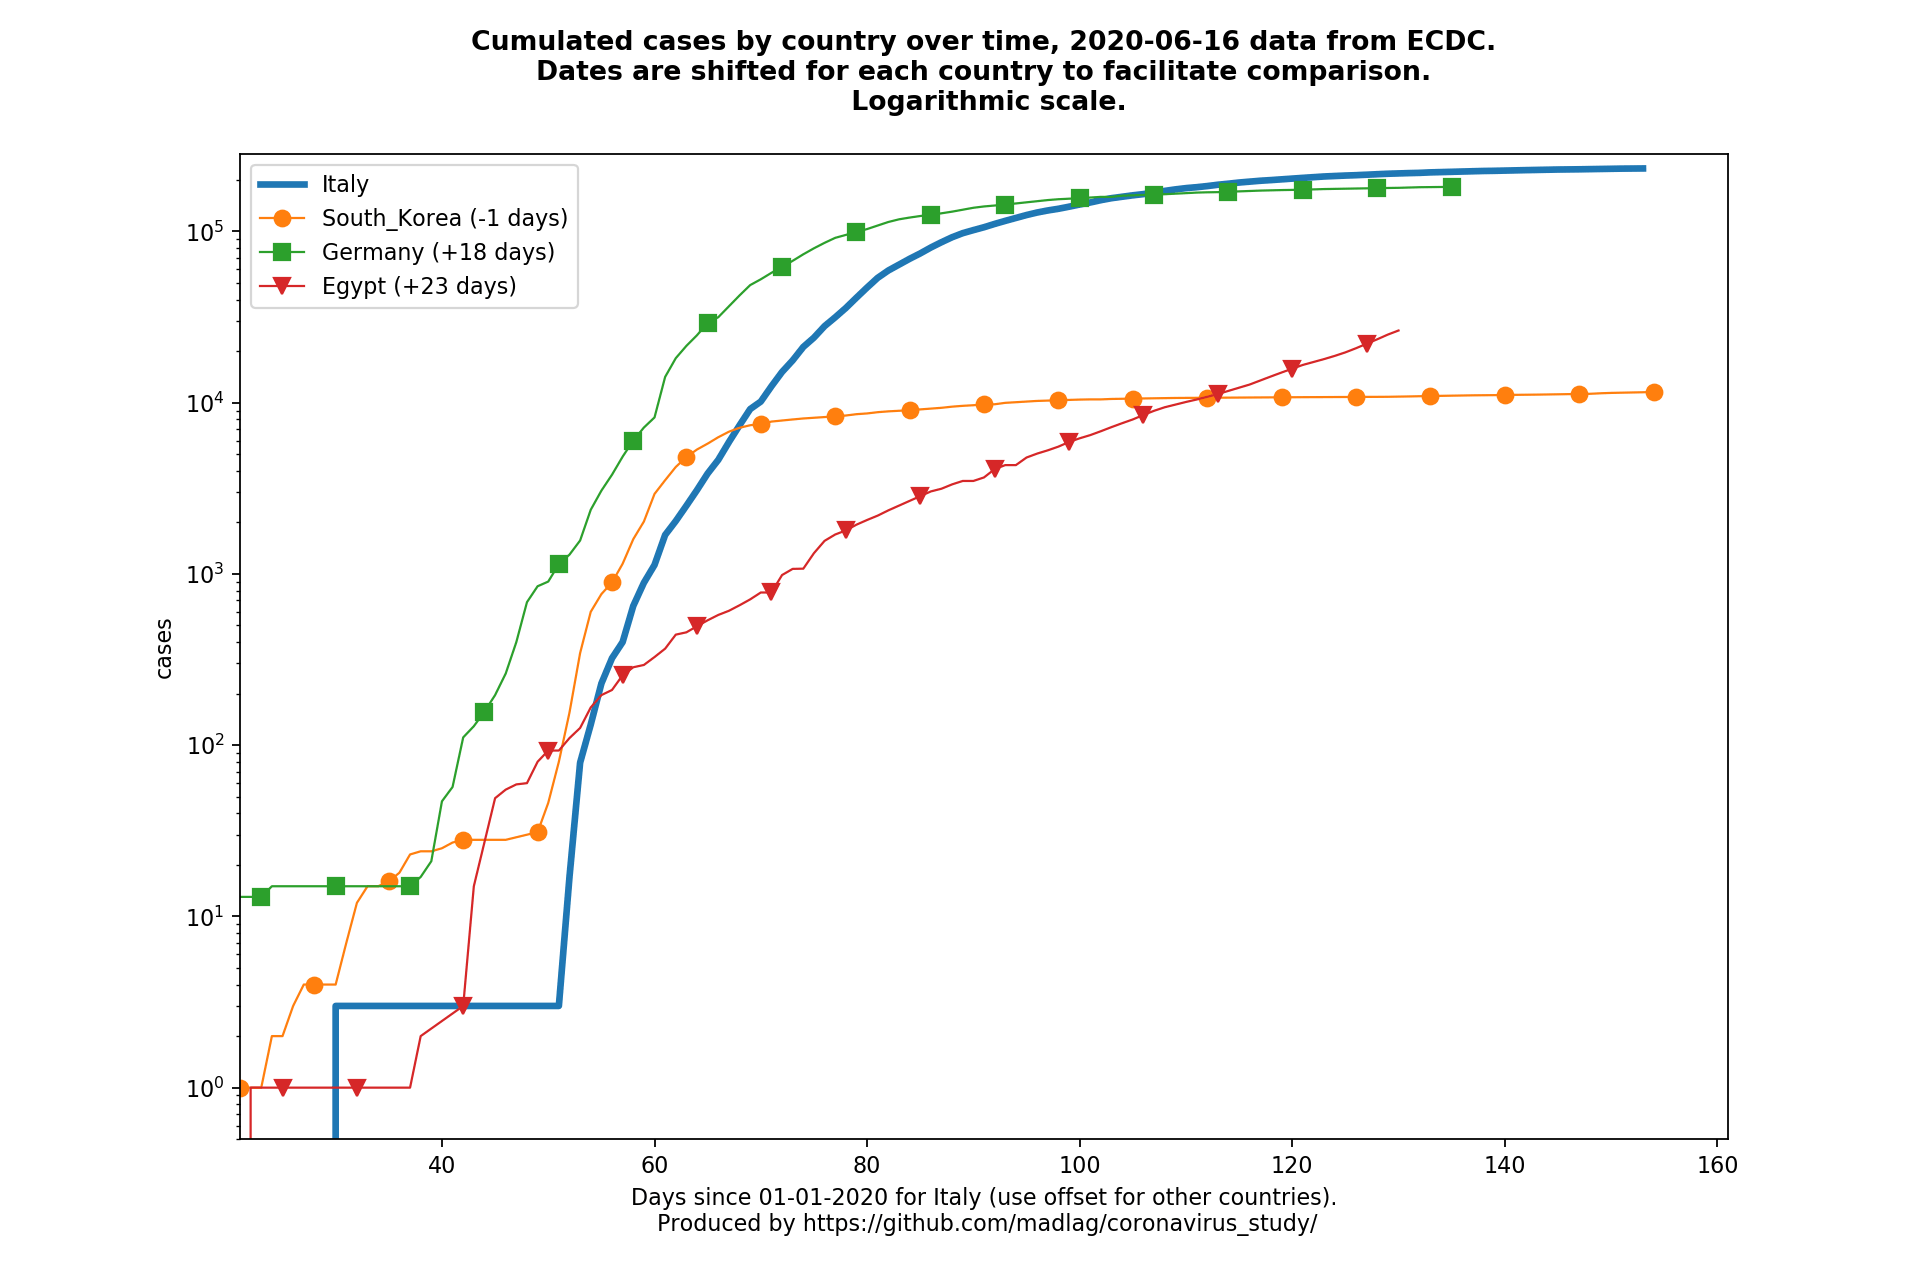 Cumulated cases by country over time, 2020-06-16 data from ECDC.
Dates are shifted for each country to facilitate comparison.
Logarithmic scale.
Italy
South_Korea (-1 days)
Germany (+18 days)
Egypt (+23 days)
cases
10^5
10^4
10^3
10^2
10^1
10^0
40 60 80 100 120 140 160
Days since 01-01-2020 for Italy (use offset for other countries).
Produced by https://github.com/madlag/coronavirus_study/